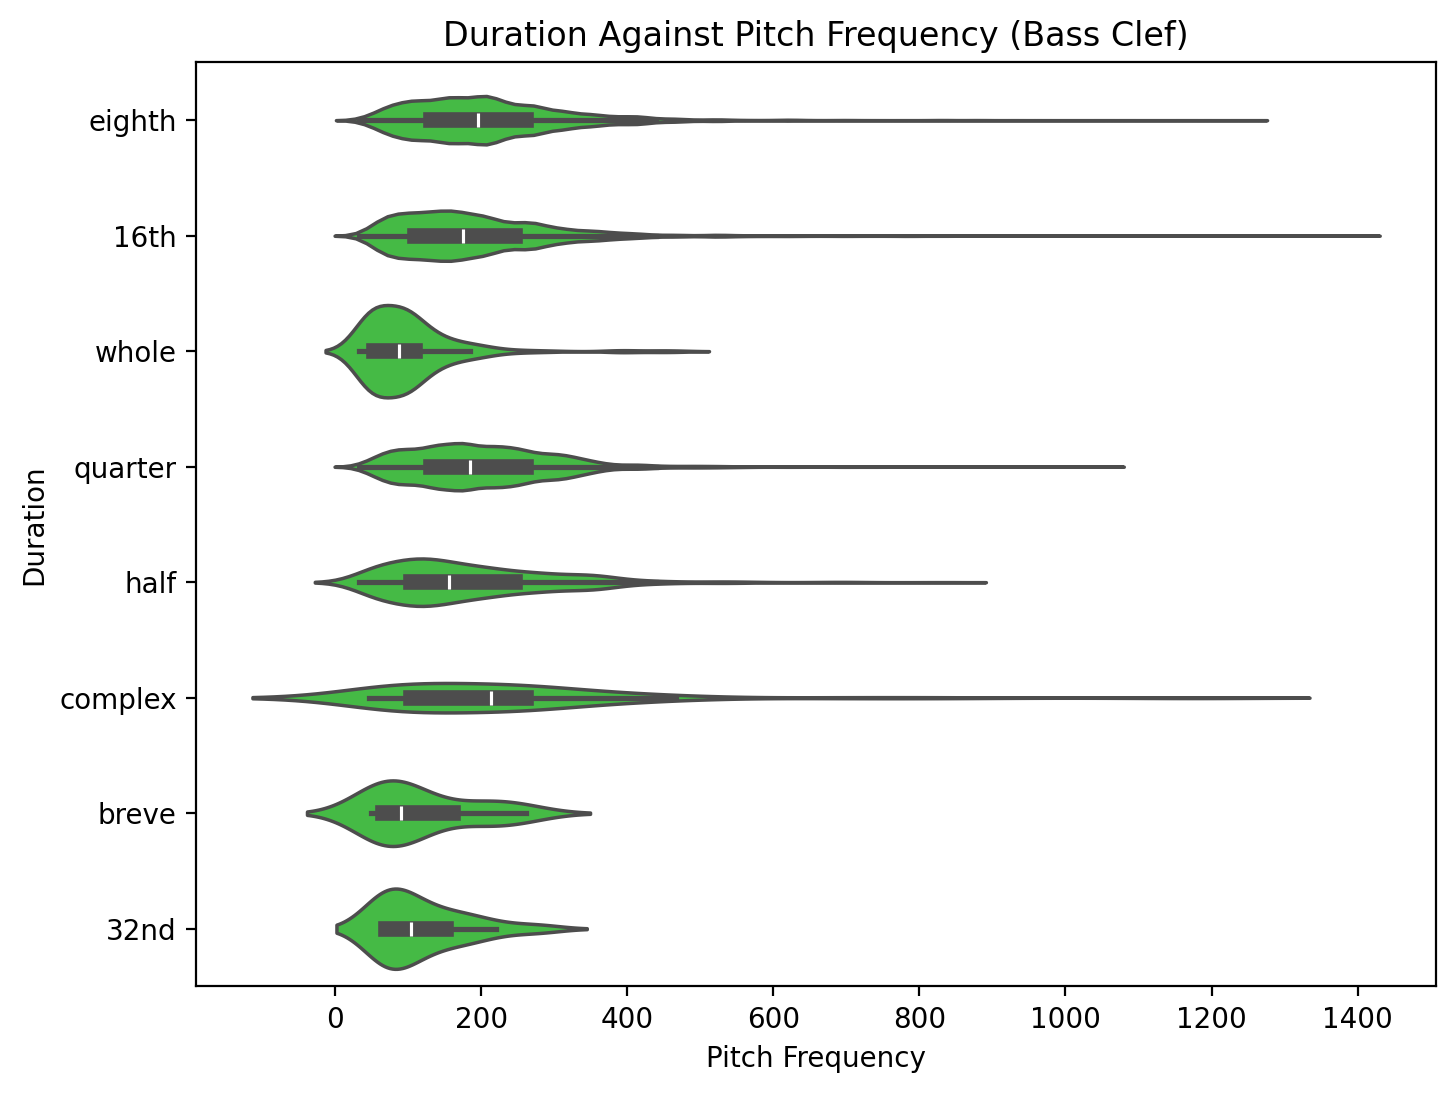 Duration Against Pitch Frequency (Bass Clef)
Duration
eighth
16th
whole
quarter
half
complex
breve
32nd
0 200 400 600 800 1000 1200 1400
Pitch Frequency